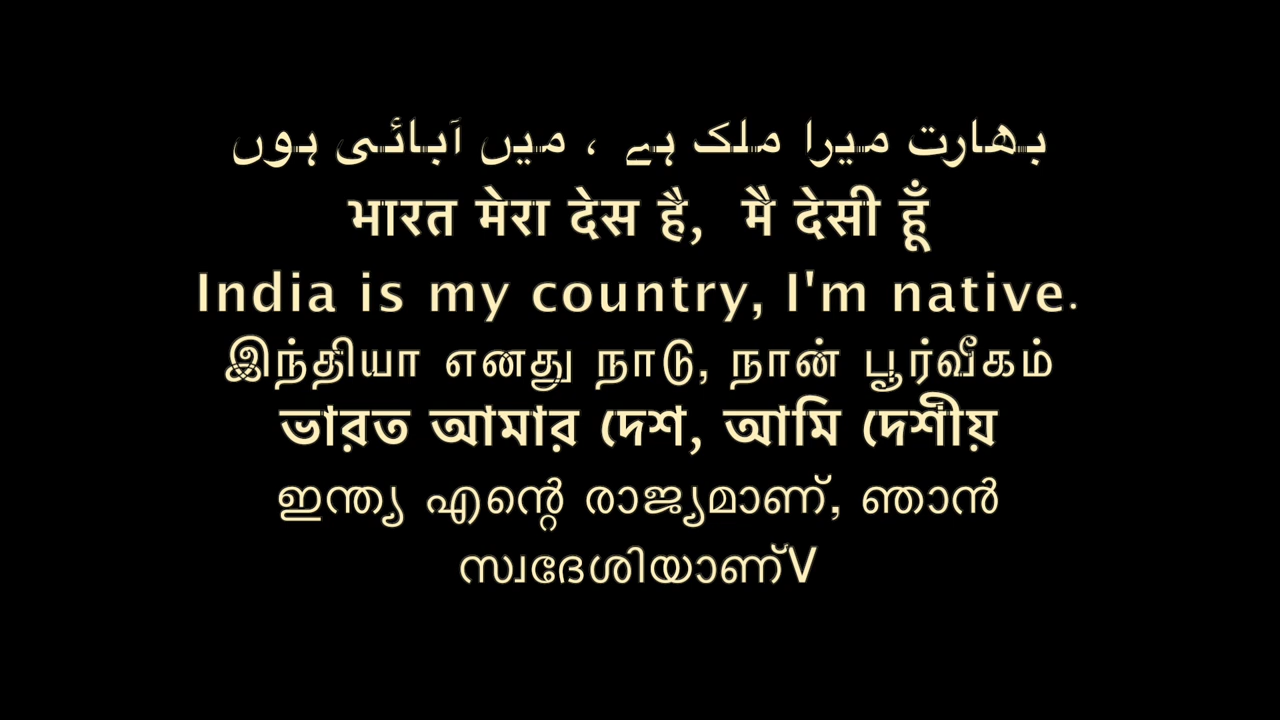 بھارت میرا ملک ہے ، میں آبائی ہوں
भारत मेरा देस है, मै देसी हूँ
India is my country, I'm native.
இந்தியா எனது நாடு, நான் பூர்வீகம்
ভারত আমার দেশ, আমি দেশীয়
ഇന്ത്യ എന്റെ രാജ്യമാണ്, ഞാൻ
സ്വദേശിയാണ്V